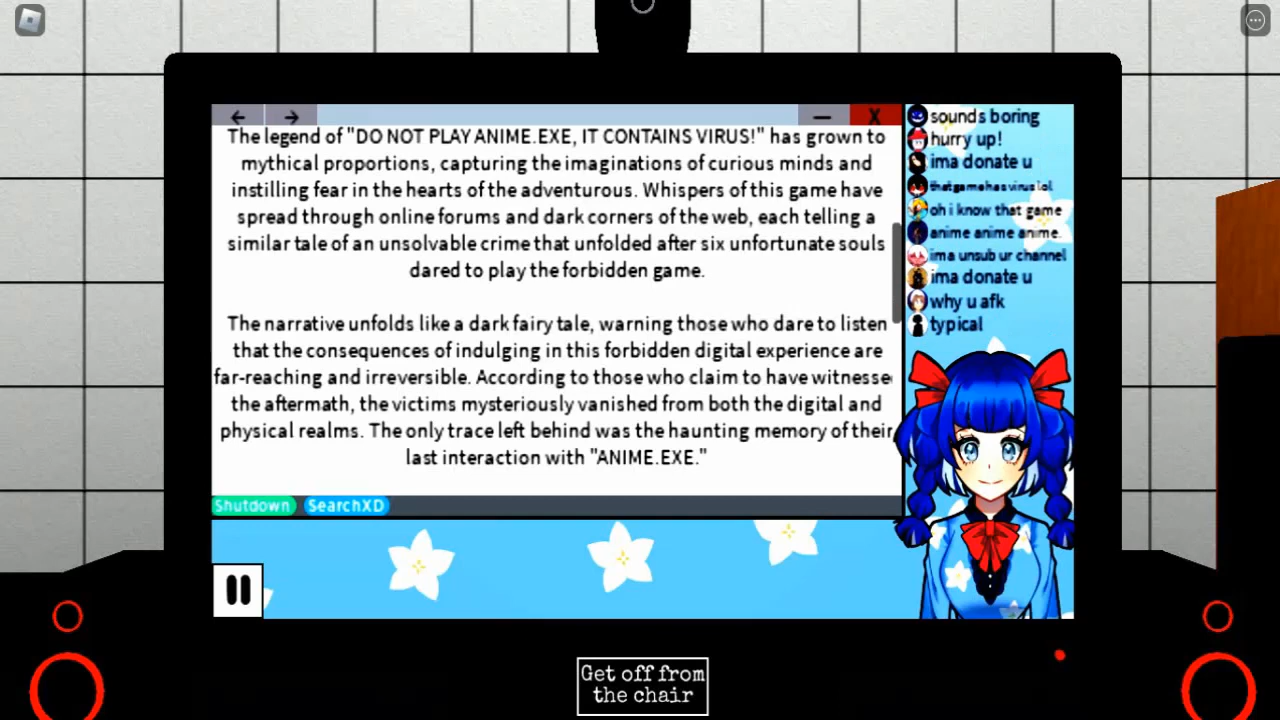 The legend of "DO NOT PLAY ANIME.EXE, IT CONTAINS VIRUS!" has grown to
mythical proportions, capturing the imaginations of curious minds and
instilling fear in the hearts of the adventurous. Whispers of this game have
spread through online forums and dark corners of the web, each telling a
similar tale of an unsolvable crime that unfolded after six unfortunate souls
dared to play the forbidden game.
The narrative unfolds like a dark fairy tale, warning those who dare to listen
that the consequences of indulging in this forbidden digital experience are
far-reaching and irreversible. According to those who claim to have witnesse
the aftermath, the victims mysteriously vanished from both the digital and
physical realms. The only trace left behind was the haunting memory of their
last interaction with "ANIME.EXE."
Shutdown SearchXD
X
sounds boring
hurry up!
ima donate u
that game has virus lol
oh i know that game
anime anime anime.
ima unsub ur channel
ima donate u
why u afk
typical
Get off from
the chair